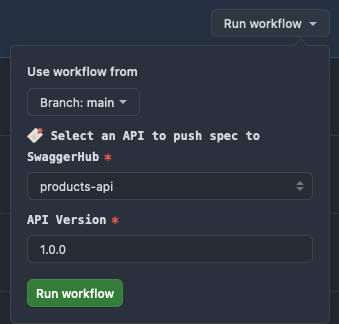 Run workflow
Use workflow from
Branch: main
🏷️ Select an API to push spec to
SwaggerHub *
products-api
API Version *
1.0.0
Run workflow